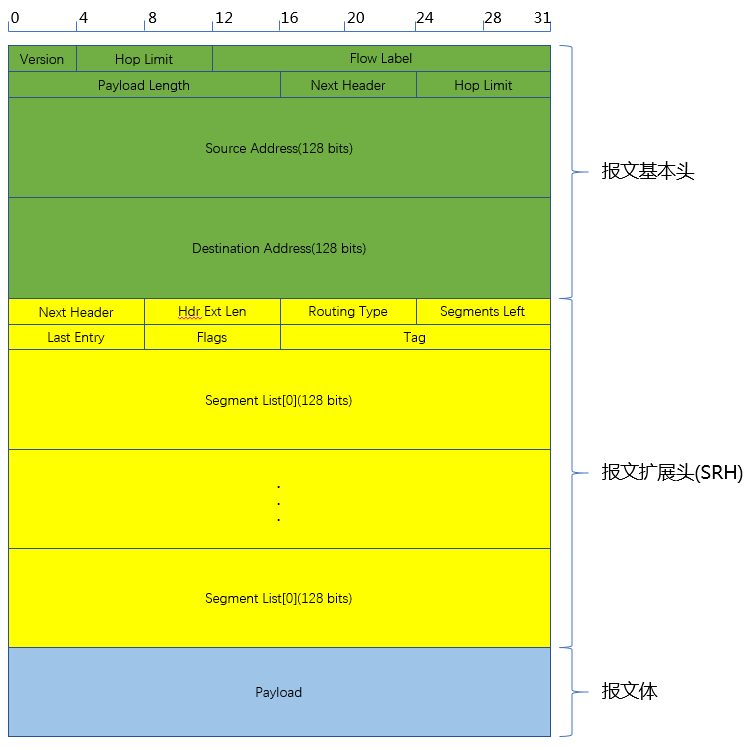 0 4 8 12 16 20 24 28 31
Version Hop Limit Flow Label
Payload Length Next Header Hop Limit
Source Address(128 bits)
报文基本头
Destination Address(128 bits)
Next Header Hdr Ext Len Routing Type Segments Left
Last Entry Flags Tag
Segment List[0](128 bits)
报文扩展头(SRH)
.
.
.
Segment List[0](128 bits)
Payload
报文体